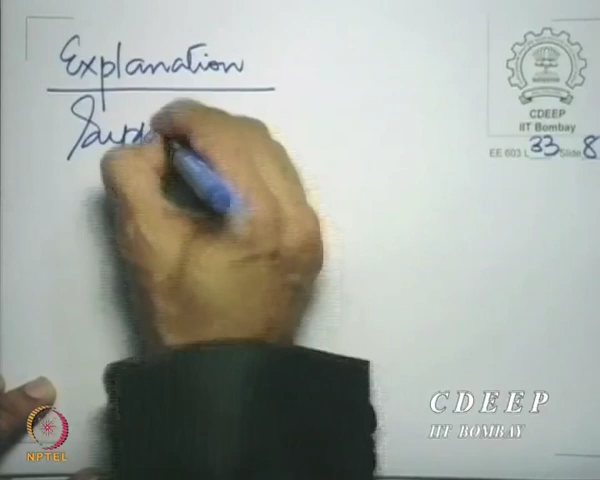 Explanation
CDEEP
IIT Bombay
EE 603 L 33 Slide 8
CDEEP
IIT BOMBAY
NPTEL